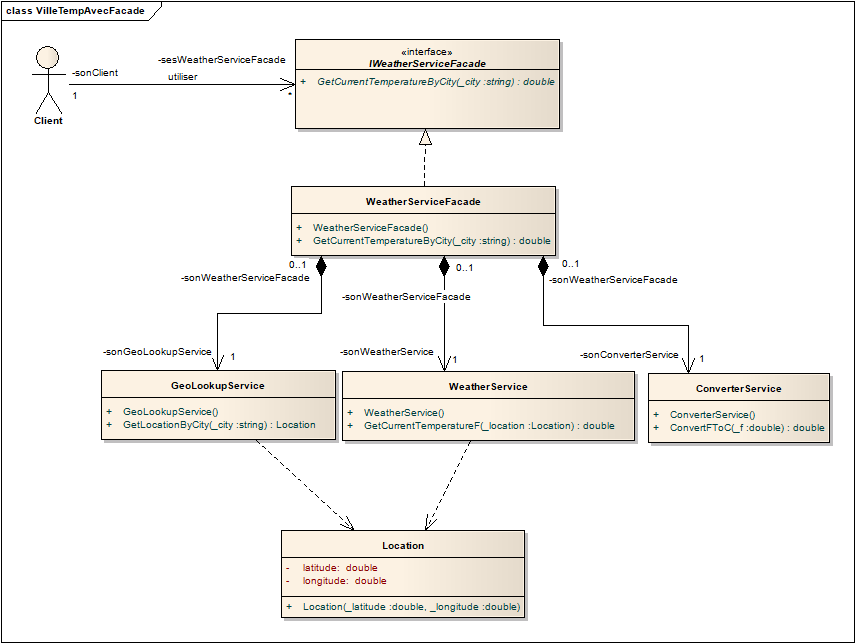 class VilleTempAvecFacade
«interface»
IWeatherServiceFacade
+ GetCurrentTemperatureByCity(_city :string) : double
-sonClient
-sesWeatherServiceFacade
utiliser
1
*
Client
WeatherServiceFacade
+ WeatherServiceFacade()
+ GetCurrentTemperatureByCity(_city :string) : double
0..1
-sonWeatherServiceFacade
0..1
-sonWeatherServiceFacade
0..1
-sonWeatherServiceFacade
-sonGeoLookupService
1
-sonWeatherService
1
-sonConverterService
1
GeoLookupService
+ GeoLookupService()
+ GetLocationByCity(_city :string) : Location
WeatherService
+ WeatherService()
+ GetCurrentTemperatureF(_location :Location) : double
ConverterService
+ ConverterService()
+ ConvertFToC(_f :double) : double
Location
- latitude: double
- longitude: double
+ Location(_latitude :double, _longitude :double)